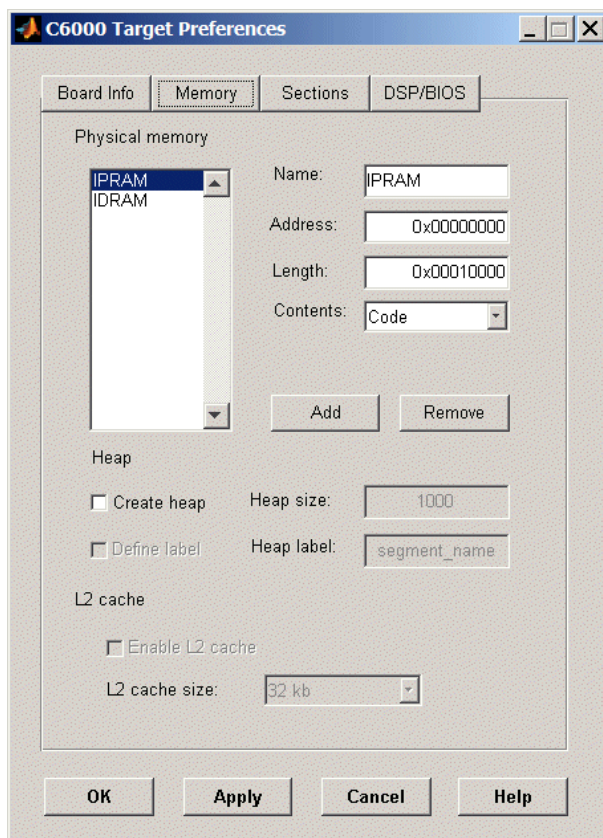 C6000 Target Preferences
Board Info Memory Sections DSP/BIOS
Physical memory
IPRAM
IDRAM
Name: IPRAM
Address: 0x00000000
Length: 0x00010000
Contents: Code
Add Remove
Heap
Create heap Heap size: 1000
Define label Heap label: segment_name
L2 cache
Enable L2 cache
L2 cache size: 32 kb
OK Apply Cancel Help